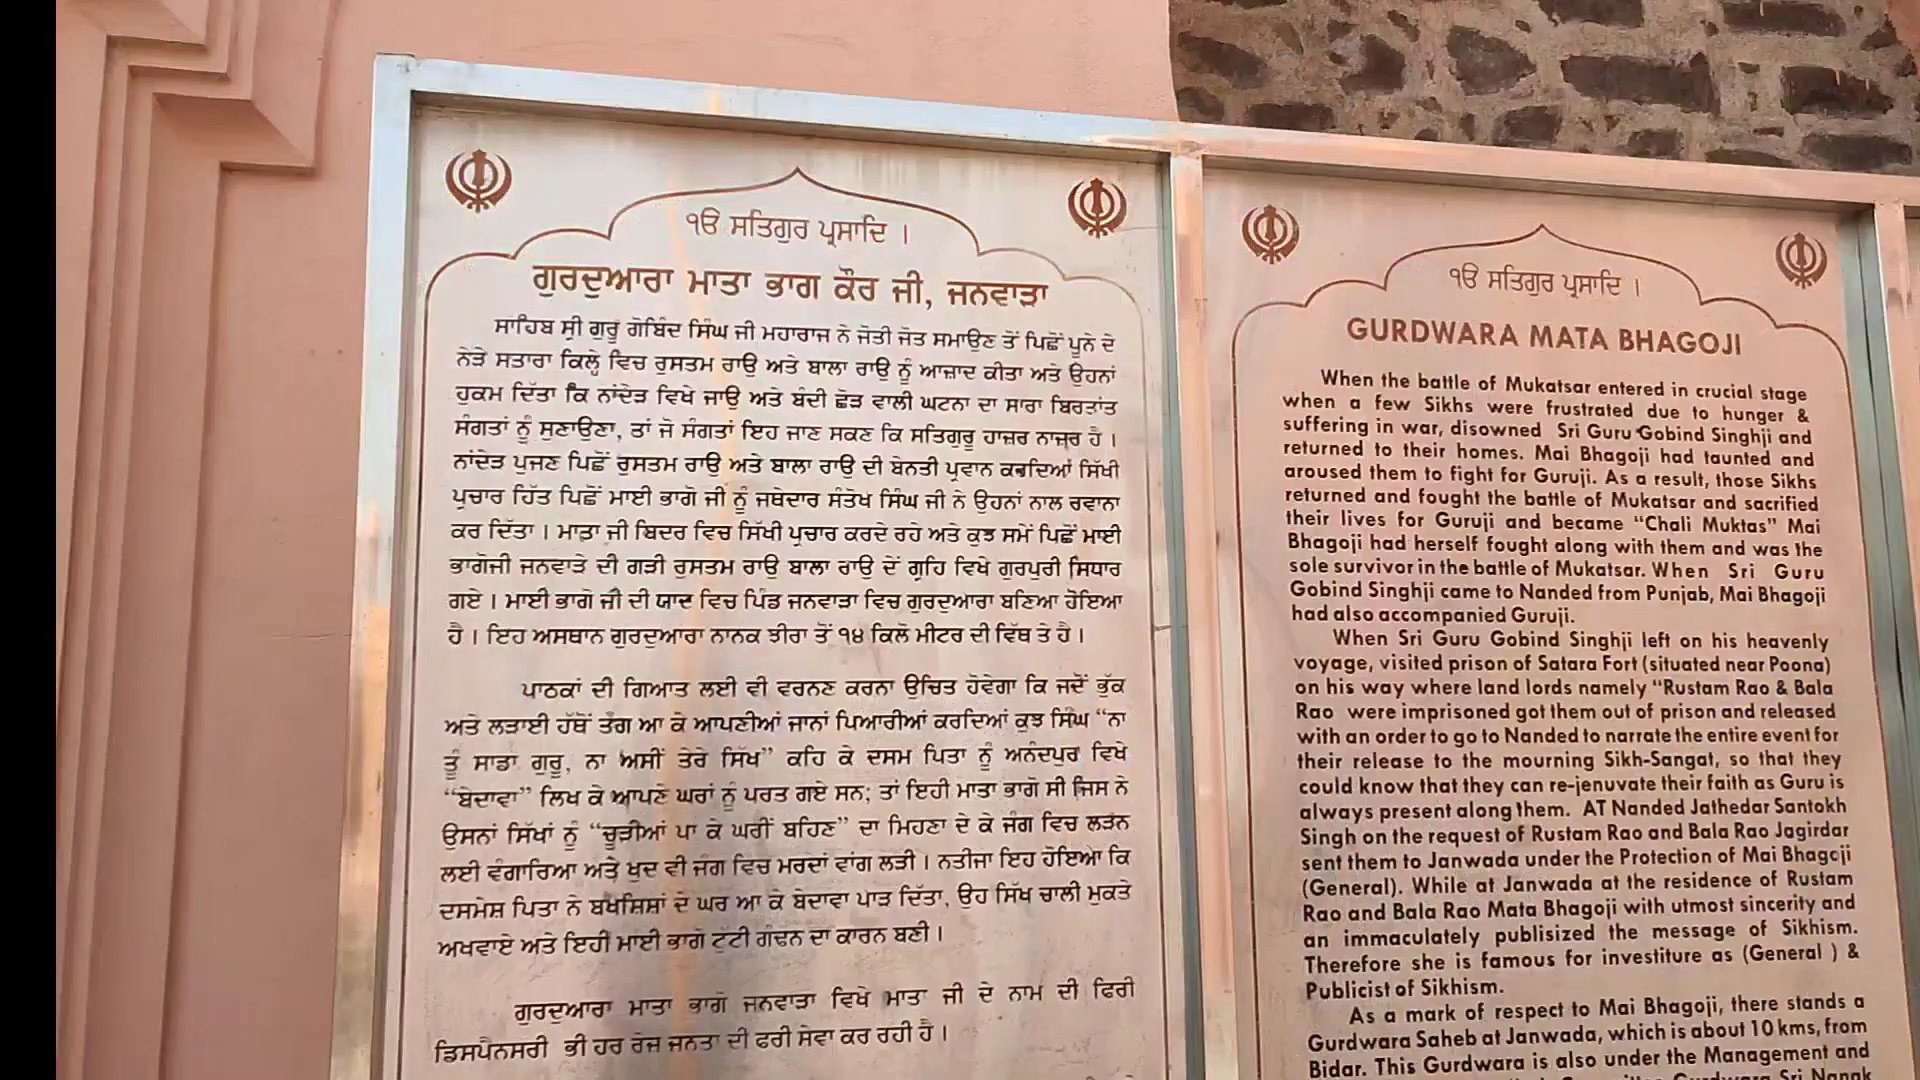 ੴ ਸਤਿਗੁਰ ਪ੍ਰਸਾਦਿ ।
ਗੁਰਦੁਆਰਾ ਮਾਤਾ ਭਾਗ ਕੌਰ ਜੀ, ਜਨਵਾੜਾ
ਸਾਹਿਬ ਸ੍ਰੀ ਗੁਰੂ ਗੋਬਿੰਦ ਸਿੰਘ ਜੀ ਮਹਾਰਾਜ ਨੇ ਜੋਤੀ ਜੋਤ ਸਮਾਉਣ ਤੋਂ ਪਿਛੋਂ ਪੂਨੇ ਦੇ
ਨੇੜੇ ਸਤਾਰਾ ਕਿਲ੍ਹੇ ਵਿਚ ਰੁਸਤਮ ਰਾਉ ਅਤੇ ਬਾਲਾ ਰਾਉ ਨੂੰ ਆਜ਼ਾਦ ਕੀਤਾ ਅਤੇ ਉਹਨਾਂ
ਹੁਕਮ ਦਿੱਤਾ ਕਿ ਨਾਂਦੇੜ ਵਿਖੇ ਜਾਉ ਅਤੇ ਬੰਦੀ ਛੋੜ ਵਾਲੀ ਘਟਨਾ ਦਾ ਸਾਰਾ ਬਿਰਤਾਂਤ
ਸੰਗਤਾਂ ਨੂੰ ਸੁਣਾਉਣਾ, ਤਾਂ ਜੋ ਸੰਗਤਾਂ ਇਹ ਜਾਣ ਸਕਣ ਕਿ ਸਤਿਗੁਰੂ ਹਾਜ਼ਰ ਨਾਜ਼ਰ ਹੈ ।
ਨਾਂਦੇੜ ਪੁਜਣ ਪਿਛੋਂ ਰੁਸਤਮ ਰਾਉ ਅਤੇ ਬਾਲਾ ਰਾਉ ਦੀ ਬੇਨਤੀ ਪ੍ਰਵਾਨ ਕਰਦਿਆਂ ਸਿੱਖੀ
ਪ੍ਰਚਾਰ ਹਿੱਤ ਪਿਛੋਂ ਮਾਈ ਭਾਗੋ ਜੀ ਨੂੰ ਜਥੇਦਾਰ ਸੰਤੋਖ ਸਿੰਘ ਜੀ ਨੇ ਉਹਨਾਂ ਨਾਲ ਰਵਾਨਾ
ਕਰ ਦਿੱਤਾ । ਮਾਤਾ ਜੀ ਬਿਦਰ ਵਿਚ ਸਿੱਖੀ ਪ੍ਰਚਾਰ ਕਰਦੇ ਰਹੇ ਅਤੇ ਕੁਝ ਸਮੇਂ ਪਿਛੋਂ ਮਾਈ
ਭਾਗੋਜੀ ਜਨਵਾੜੇ ਦੀ ਗੜੀ ਰੁਸਤਮ ਰਾਉ ਬਾਲਾ ਰਾਉ ਦੇਂ ਗ੍ਰਹਿ ਵਿਖੇ ਗੁਰਪੁਰੀ ਸਿਧਾਰ
ਗਏ । ਮਾਈ ਭਾਗੋ ਜੀ ਦੀ ਯਾਦ ਵਿਚ ਪਿੰਡ ਜਨਵਾੜਾ ਵਿਚ ਗੁਰਦੁਆਰਾ ਬਣਿਆ ਹੋਇਆ
ਹੈ । ਇਹ ਅਸਥਾਨ ਗੁਰਦੁਆਰਾ ਨਾਨਕ ਝੀਰਾ ਤੋਂ ੧੪ ਕਿਲੋ ਮੀਟਰ ਦੀ ਵਿੱਥ ਤੇ ਹੈ ।
ਪਾਠਕਾਂ ਦੀ ਗਿਆਤ ਲਈ ਵੀ ਵਰਨਣ ਕਰਨਾ ਉਚਿਤ ਹੋਵੇਗਾ ਕਿ ਜਦੋਂ ਭੁੱਕ
ਅਤੇ ਲੜਾਈ ਹੱਥੋਂ ਤੰਗ ਆ ਕੇ ਆਪਣੀਆਂ ਜਾਨਾਂ ਪਿਆਰੀਆਂ ਕਰਦਿਆਂ ਕੁਝ ਸਿੰਘ “ਨਾ
ਤੂੰ ਸਾਡਾ ਗੁਰੂ, ਨਾ ਅਸੀਂ ਤੇਰੇ ਸਿੱਖ” ਕਹਿ ਕੇ ਦਸਮ ਪਿਤਾ ਨੂੰ ਅਨੰਦਪੁਰ ਵਿਖੇ
“ਬੇਦਾਵਾ” ਲਿਖ ਕੇ ਆਪਣੇ ਘਰਾਂ ਨੂੰ ਪਰਤ ਗਏ ਸਨ; ਤਾਂ ਇਹੀ ਮਾਤਾ ਭਾਗੋ ਸੀ ਜਿਸ ਨੇ
ਉਸਨਾਂ ਸਿੱਖਾਂ ਨੂੰ “ਚੂੜੀਆਂ ਪਾ ਕੇ ਘਰੀਂ ਬਹਿਣ” ਦਾ ਮਿਹਣਾ ਦੇ ਕੇ ਜੰਗ ਵਿਚ ਲੜਨ
ਲਈ ਵੰਗਾਰਿਆ ਅਤੇ ਖੁਦ ਵੀ ਜੰਗ ਵਿਚ ਮਰਦਾਂ ਵਾਂਗ ਲੜੀ । ਨਤੀਜਾ ਇਹ ਹੋਇਆ ਕਿ
ਦਸਮੇਸ਼ ਪਿਤਾ ਨੇ ਬਖਸ਼ਿਸ਼ਾਂ ਦੇ ਘਰ ਆ ਕੇ ਬੇਦਾਵਾ ਪਾੜ ਦਿੱਤਾ, ਉਹ ਸਿੱਖ ਚਾਲੀ ਮੁਕਤੇ
ਅਖਵਾਏ ਅਤੇ ਇਹੀ ਮਾਈ ਭਾਗੋ ਟੁੱਟੀ ਗੰਢਨ ਦਾ ਕਾਰਨ ਬਣੀ ।
ਗੁਰਦੁਆਰਾ ਮਾਤਾ ਭਾਗੋ ਜਨਵਾੜਾ ਵਿਖੇ ਮਾਤਾ ਜੀ ਦੇ ਨਾਮ ਦੀ ਫਿਰੀ
ਡਿਸਪੈਨਸਰੀ ਭੀ ਹਰ ਰੋਜ਼ ਜਨਤਾ ਦੀ ਫਰੀ ਸੇਵਾ ਕਰ ਰਹੀ ਹੈ ।
ੴ ਸਤਿਗੁਰ ਪ੍ਰਸਾਦਿ ।
GURDWARA MATA BHAGOJI
When the battle of Mukatsar entered in crucial stage
when a few Sikhs were frustrated due to hunger &
suffering in war, disowned Sri Guru Gobind Singhji and
returned to their homes. Mai Bhagoji had taunted and
aroused them to fight for Guruji. As a result, those Sikhs
returned and fought the battle of Mukatsar and sacrified
their lives for Guruji and became “Chali Muktas” Mai
Bhagoji had herself fought along with them and was the
sole survivor in the battle of Mukatsar. When Sri Guru
Gobind Singhji came to Nanded from Punjab, Mai Bhagoji
had also accompanied Guruji.
When Sri Guru Gobind Singhji left on his heavenly
voyage, visited prison of Satara Fort (situated near Poona)
on his way where land lords namely “Rustam Rao & Bala
Rao were imprisoned got them out of prison and released
with an order to go to Nanded to narrate the entire event for
their release to the mourning Sikh-Sangat, so that they
could know that they can re-jenuvate their faith as Guru is
always present along them. AT Nanded Jathedar Santokh
Singh on the request of Rustam Rao and Bala Rao Jagirdar
sent them to Janwada under the Protection of Mai Bhagoji
(General). While at Janwada at the residence of Rustam
Rao and Bala Rao Mata Bhagoji with utmost sincerity and
an immaculately publisized the message of Sikhism.
Therefore she is famous for investiture as (General ) &
Publicist of Sikhism.
As a mark of respect to Mai Bhagoji, there stands a
Gurdwara Saheb at Janwada, which is about 10 kms, from
Bidar. This Gurdwara is also under the Management and
Gurdwara Sri Nanak